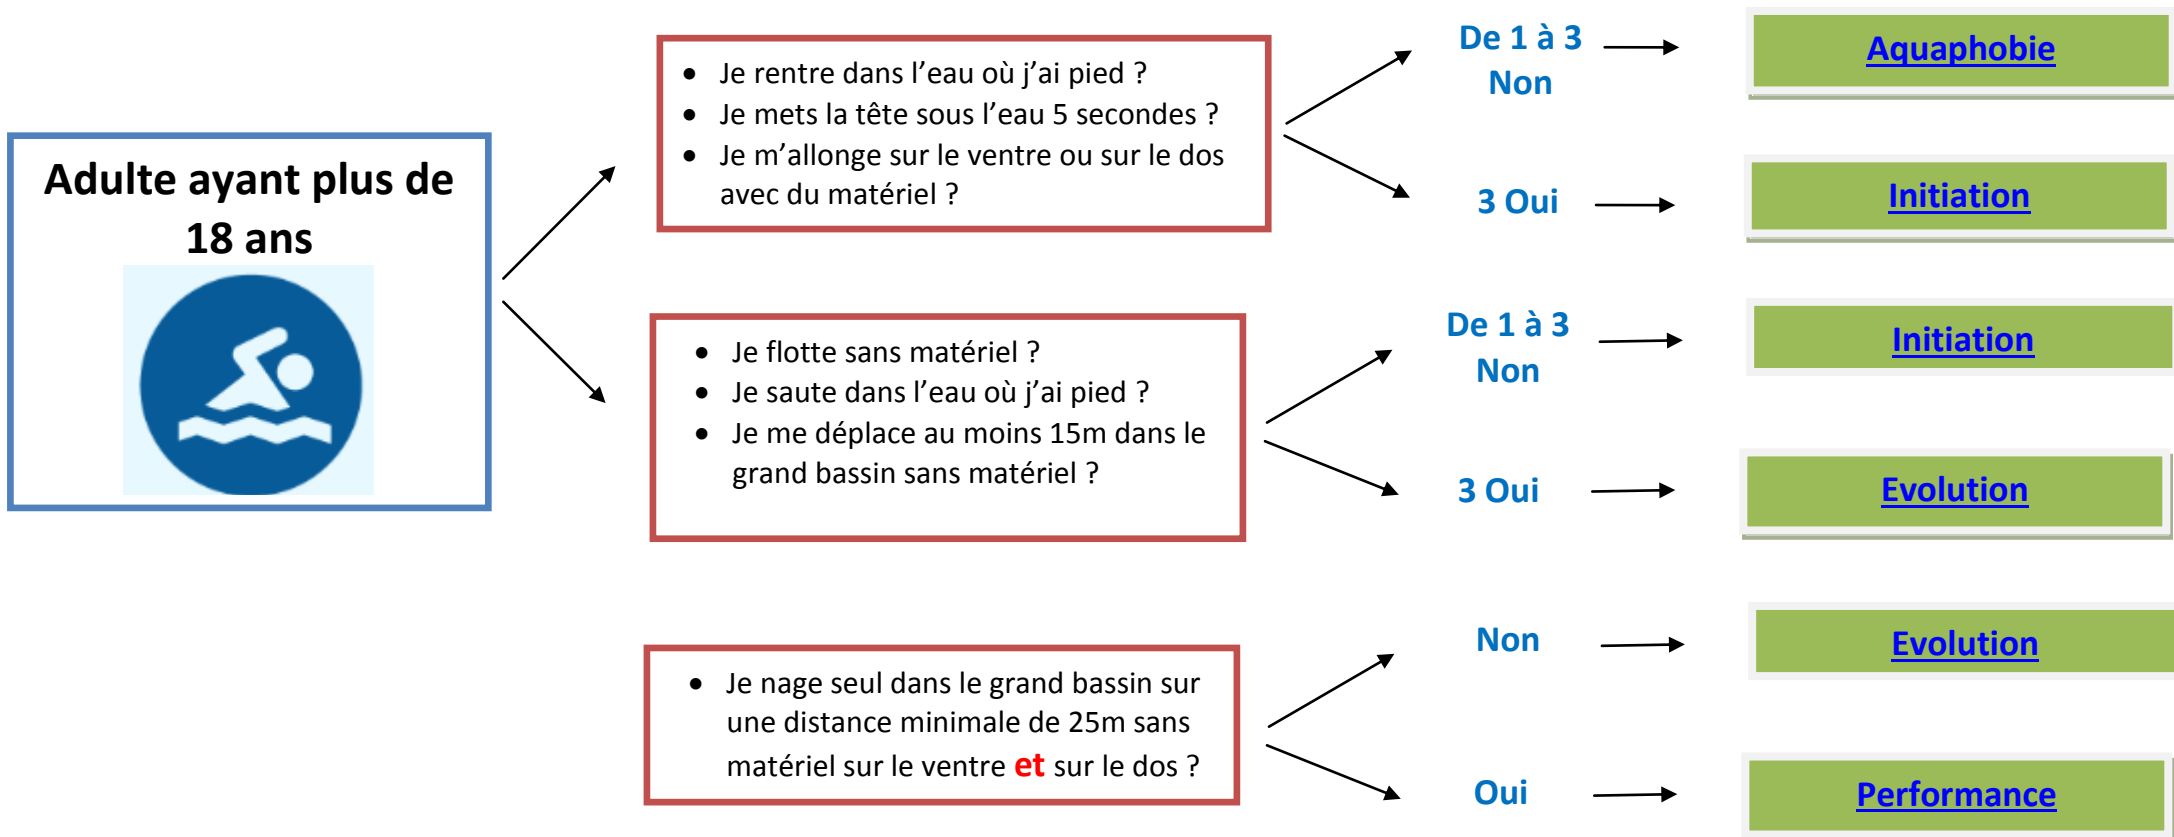 Adulte ayant plus de
18 ans
• Je rentre dans l’eau où j’ai pied ?
• Je mets la tête sous l’eau 5 secondes ?
• Je m’allonge sur le ventre ou sur le dos
avec du matériel ?
De 1 à 3
Non
Aquaphobie
3 Oui
Initiation
• Je flotte sans matériel ?
• Je saute dans l’eau où j’ai pied ?
• Je me déplace au moins 15m dans le
grand bassin sans matériel ?
De 1 à 3
Non
Initiation
3 Oui
Evolution
• Je nage seul dans le grand bassin sur
une distance minimale de 25m sans
matériel sur le ventre et sur le dos ?
Non
Evolution
Oui
Performance